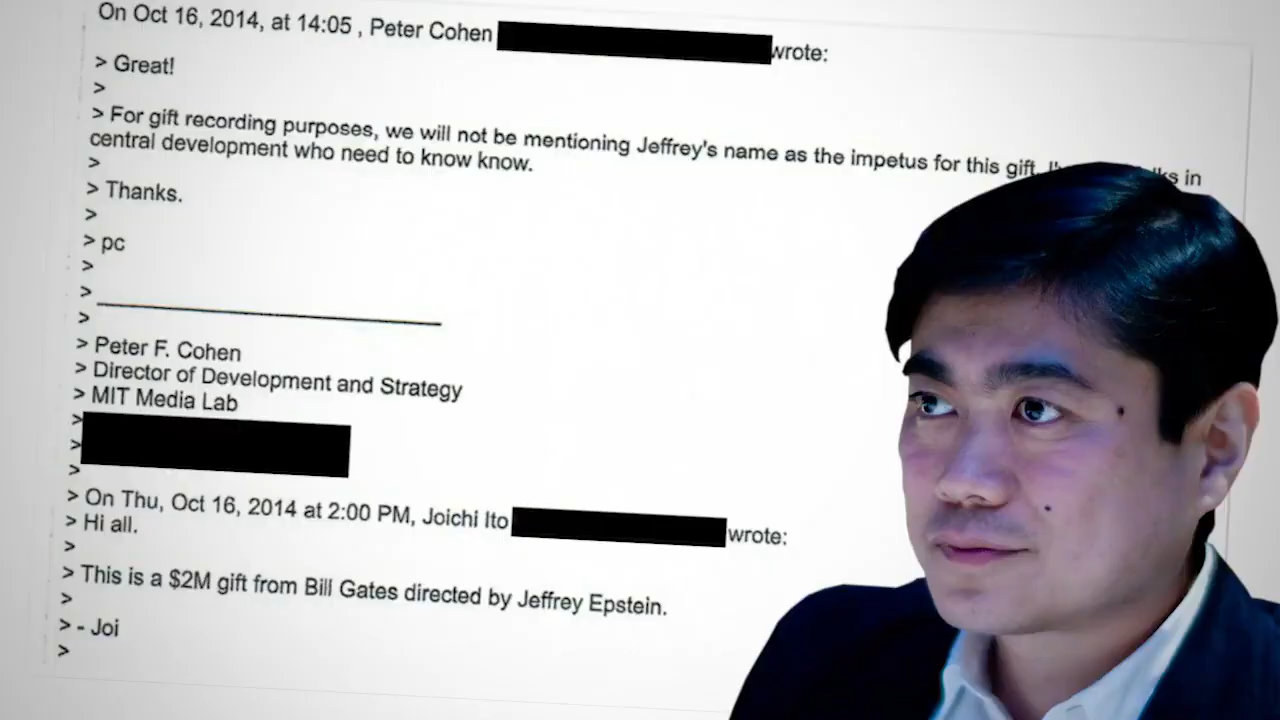 On Oct 16, 2014, at 14:05 , Peter Cohen wrote:
> Great!
>
> For gift recording purposes, we will not be mentioning Jeffrey's name as the impetus for this gift. in
central development who need to know know.
>
> Thanks.
>
> pc
>
> ____________________
>
> Peter F. Cohen
> Director of Development and Strategy
> MIT Media Lab
>
>
>
> On Thu, Oct 16, 2014 at 2:00 PM, Joichi Ito wrote:
> Hi all.
>
> This is a $2M gift from Bill Gates directed by Jeffrey Epstein.
>
> - Joi
>